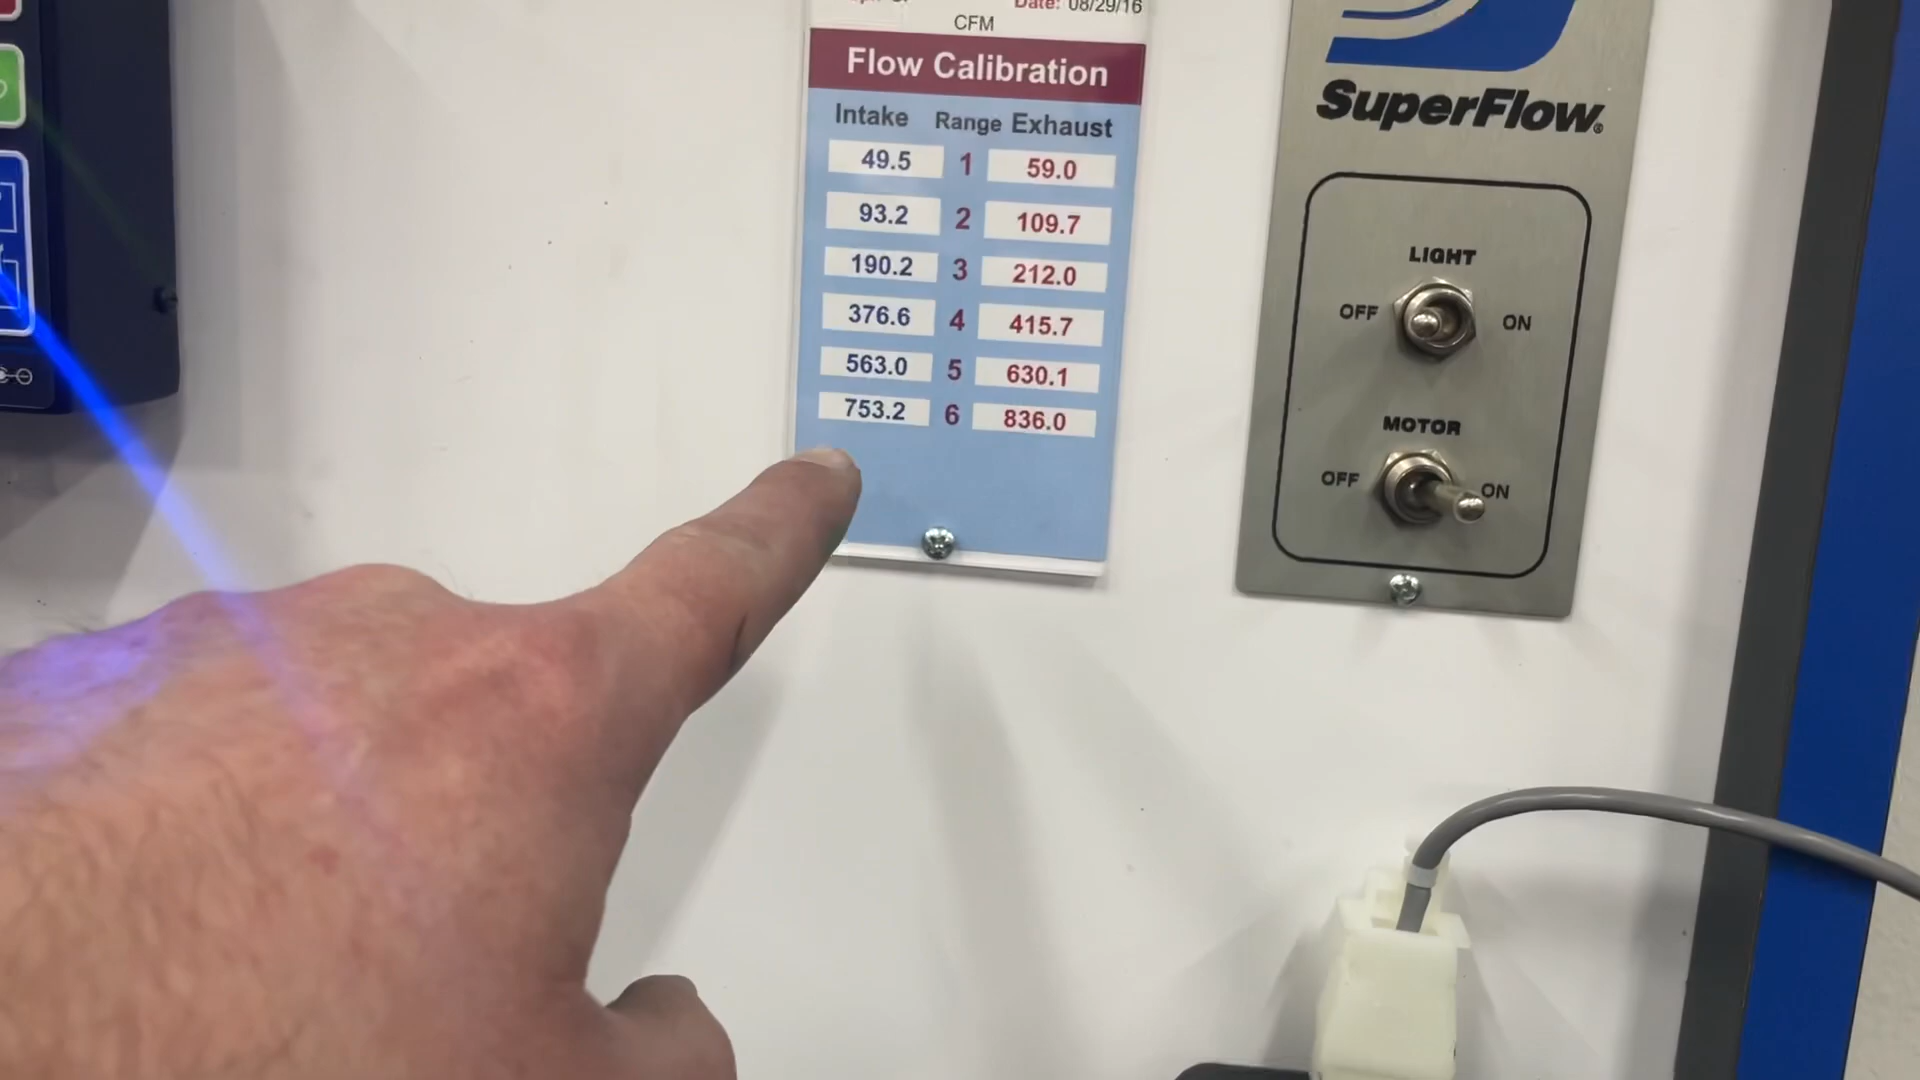 Date: 08/29/16
CFM
Flow Calibration
Intake Range Exhaust
49.5 1 59.0
93.2 2 109.7
190.2 3 212.0
376.6 4 415.7
563.0 5 630.1
753.2 6 836.0
SuperFlow®
LIGHT
OFF ON
MOTOR
OFF ON